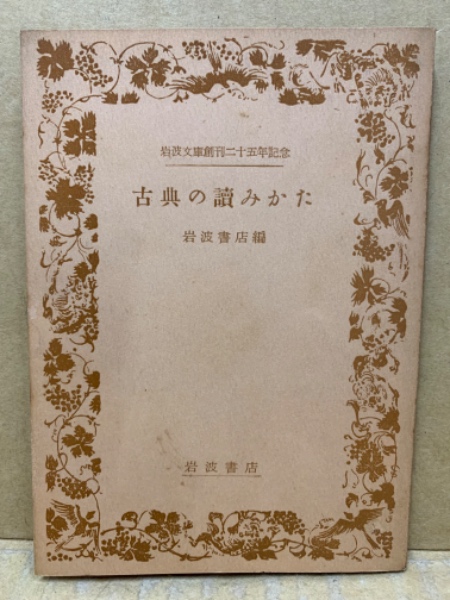 岩波文庫創刊二十五年記念
古典の讀みかた
岩波書店編
岩波書店